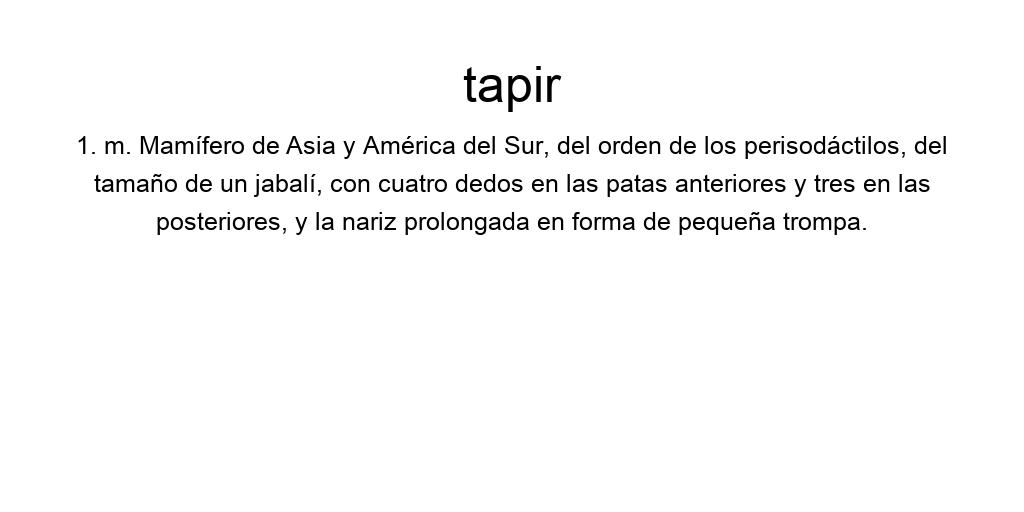 tapir
1. m. Mamífero de Asia y América del Sur, del orden de los perisodáctilos, del
tamaño de un jabalí, con cuatro dedos en las patas anteriores y tres en las
posteriores, y la nariz prolongada en forma de pequeña trompa.